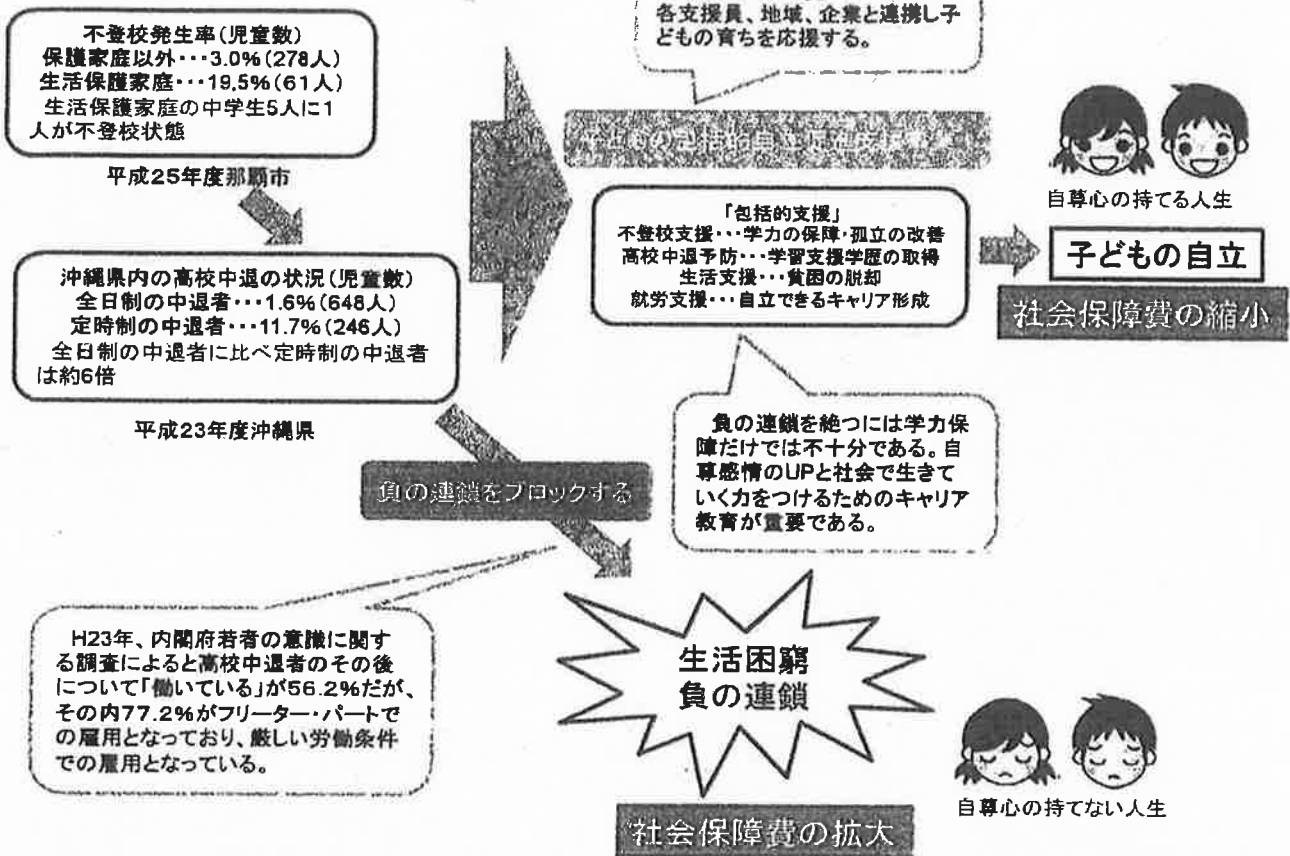 不登校発生率(児童数)
保護家庭以外・・・3.0%(278人)
生活保護家庭・・・19.5%(61人)
生活保護家庭の中学生5人に1
人が不登校状態
平成25年度那覇市
沖縄県内の高校中退の状況(児童数)
全日制の中退者・・・1.6%(648人)
定時制の中退者・・・11.7%(246人)
全日制の中退者に比べ定時制の中退者
は約6倍
平成23年度沖縄県
各支援員、地域、企業と連携し子
どもの育ちを応援する。
子どもの包括的自立促進支援
「包括的支援」
不登校支援・・・学力の保障・孤立の改善
高校中退予防・・・学習支援学歴の取得
生活支援・・・貧困の脱却
就労支援・・・自立できるキャリア形成
自尊心の持てる人生
子どもの自立
社会保障費の縮小
負の連鎖を絶つには学力保
障だけでは不十分である。自
尊感情のUPと社会で生きて
いく力をつけるためのキャリア
教育が重要である。
負の連鎖をブロックする
H23年、内閣府若者の意識に関す
る調査によると高校中退者のその後
について「働いている」が56.2%だが、
その内77.2%がフリーター・パートで
の雇用となっており、厳しい労働条件
での雇用となっている。
生活困窮
負の連鎖
自尊心の持てない人生
社会保障費の拡大